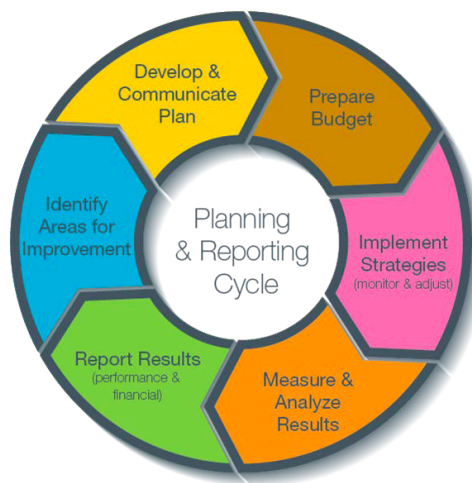 Planning
& Reporting
Cycle
Develop &
Communicate
Plan
Prepare
Budget
Implement
Strategies
(monitor & adjust)
Measure &
Analyze
Results
Report Results
(performance &
financial)
Identify
Areas for
Improvement